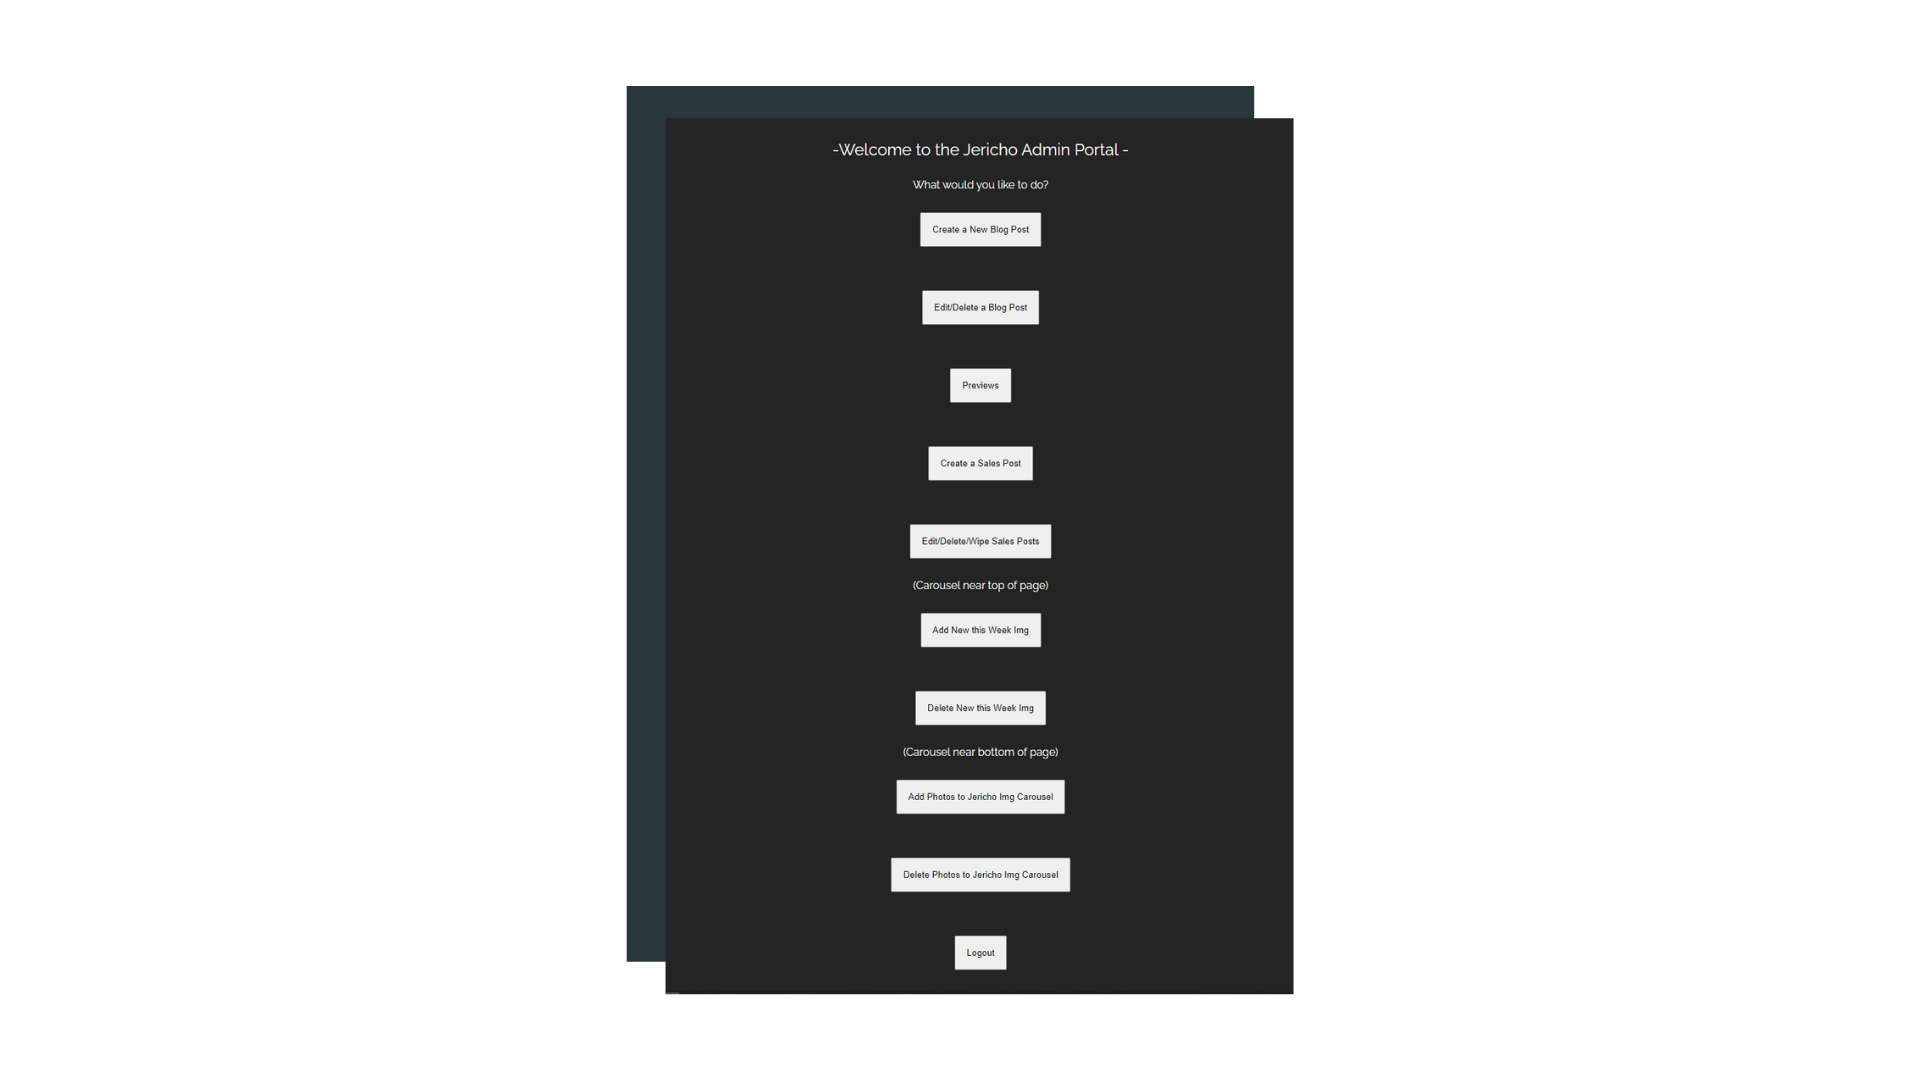 -Welcome to the Jericho Admin Portal -
What would you like to do?
Create a New Blog Post
Edit/Delete a Blog Post
Previews
Create a Sales Post
Edit/Delete/Wipe Sales Posts
(Carousel near top of page)
Add New this Week Img
Delete New this Week Img
(Carousel near bottom of page)
Add Photos to Jericho Img Carousel
Delete Photos to Jericho Img Carousel
Logout